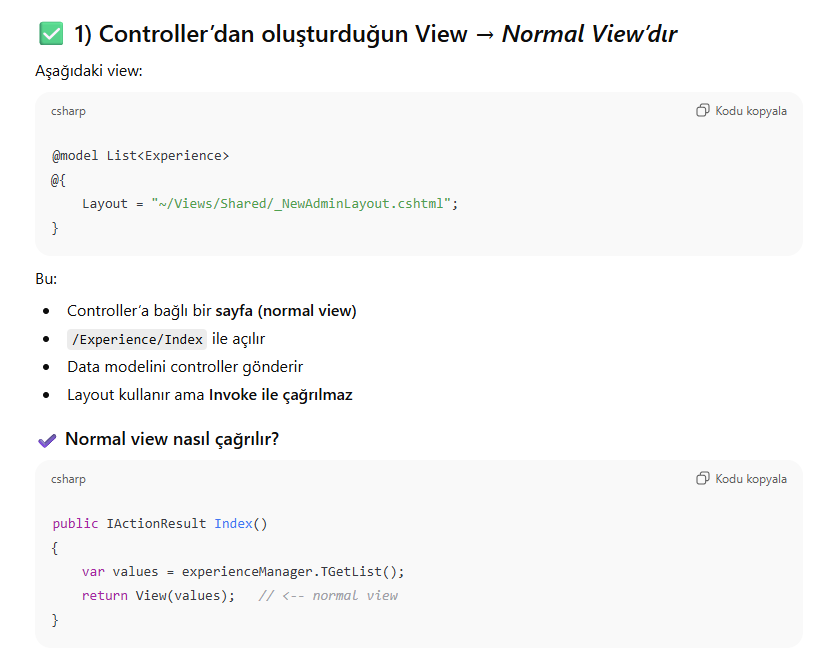 ✅ 1) Controller’dan oluşturduğun View → Normal View’dır
Aşağıdaki view:
csharp
Kodu kopyala
@model List<Experience>
@{
    Layout = "~/Views/Shared/_NewAdminLayout.cshtml";
}
Bu:
• Controller’a bağlı bir sayfa (normal view)
• /Experience/Index ile açılır
• Data modelini controller gönderir
• Layout kullanır ama Invoke ile çağrılmaz
✔ Normal view nasıl çağrılır?
csharp
Kodu kopyala
public IActionResult Index()
{
    var values = experienceManager.TGetList();
    return View(values);   // <-- normal view
}